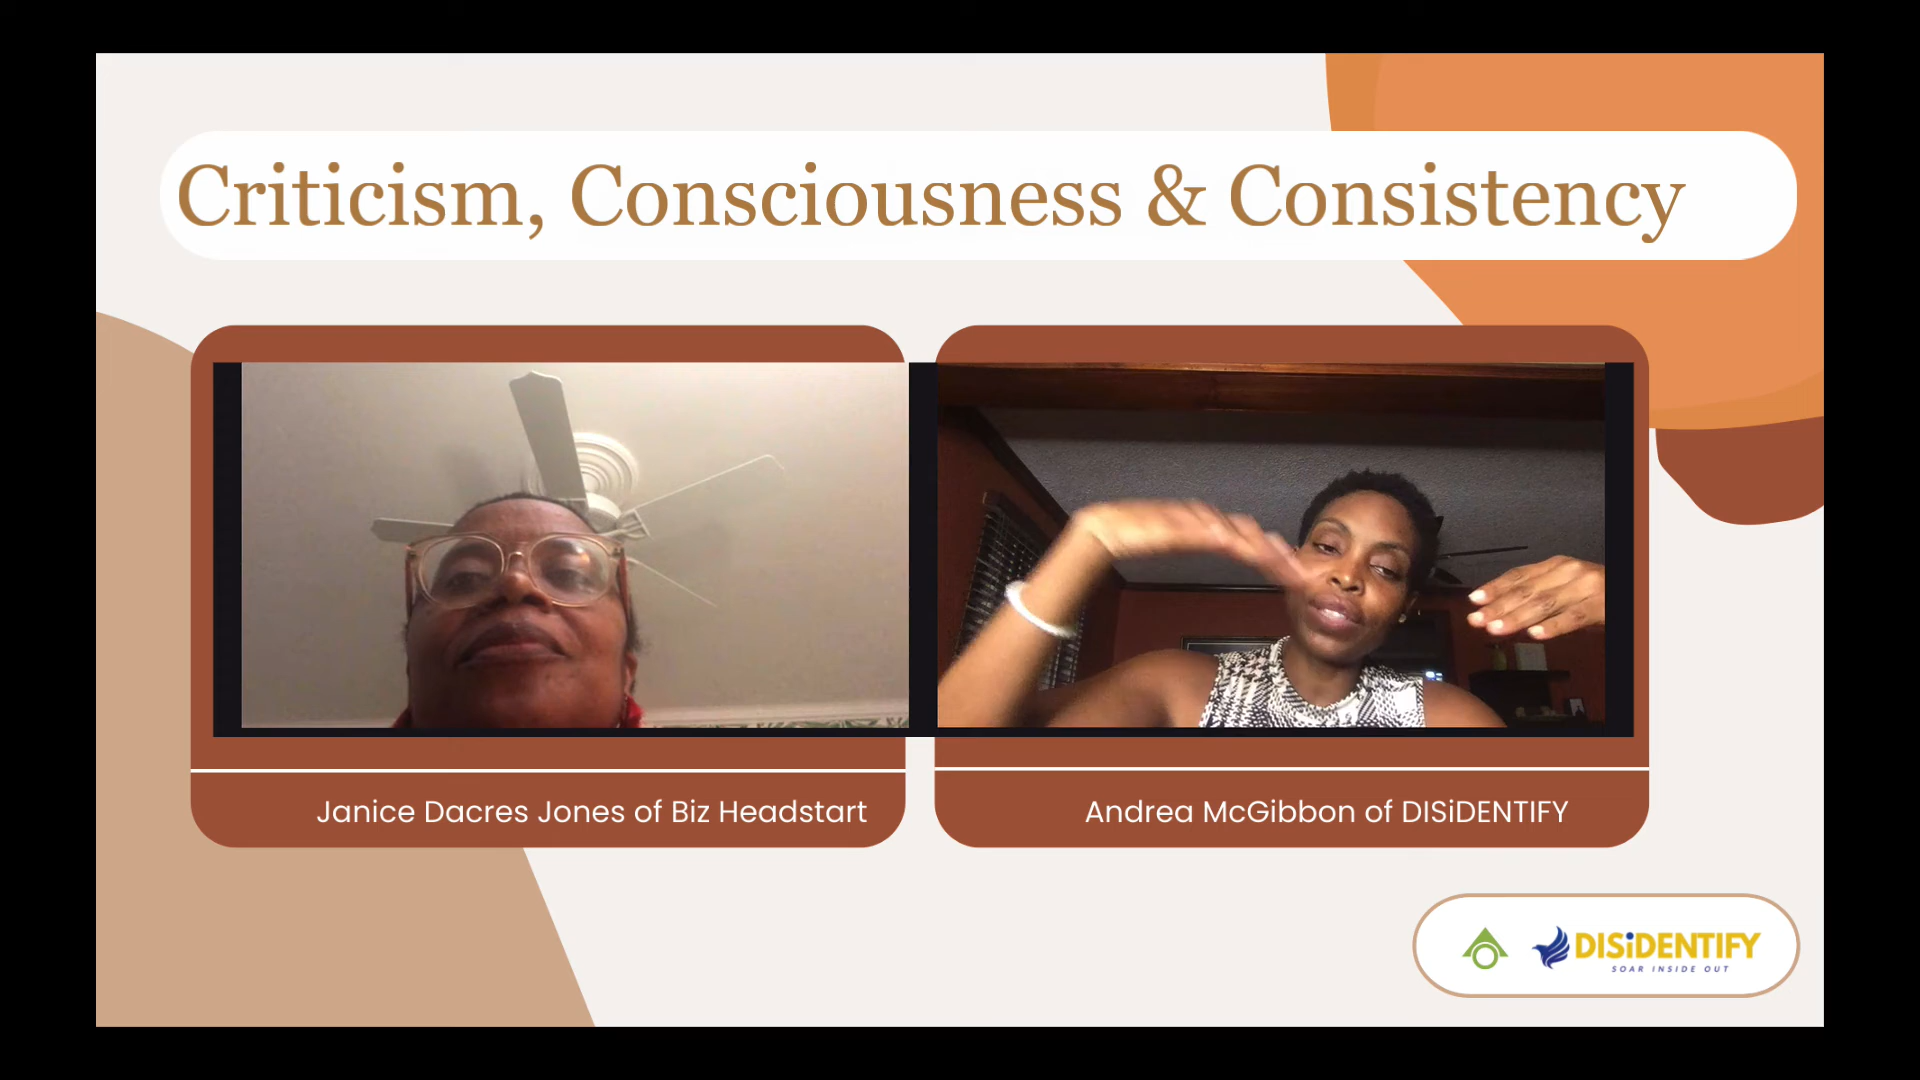 Criticism, Consciousness & Consistency
Janice Dacres Jones of Biz Headstart
Andrea McGibbon of DISiDENTIFY
DISiDENTIFY
SOAR INSIDE OUT